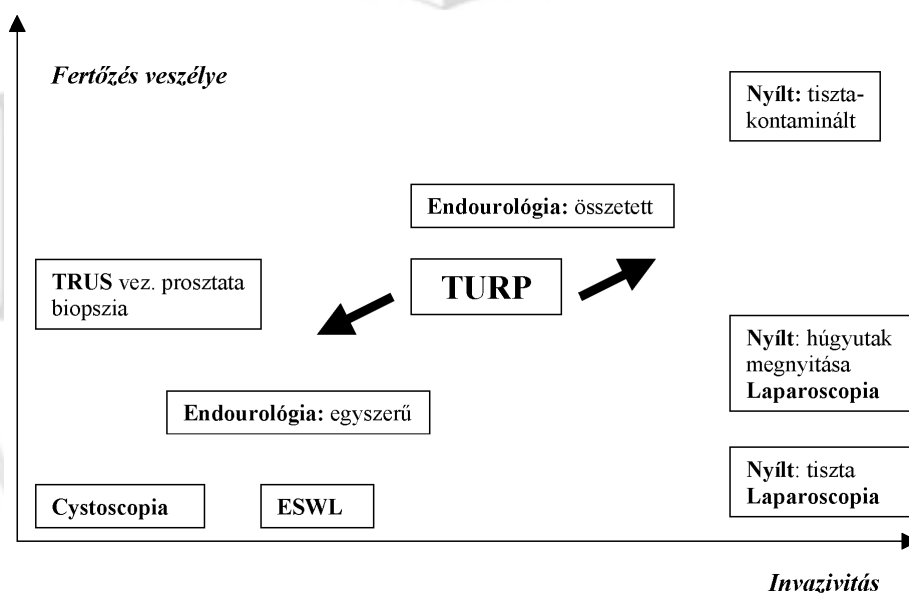 Fertőzés veszélye
Nyílt: tiszta-
kontaminált
Endourológia: összetett
TRUS vez. prosztata
biopszia
TURP
Nyílt: húgyutak
megnyitása
Laparoscopia
Endourológia: egyszerű
Nyílt: tiszta
Laparoscopia
Cystoscopia
ESWL
Invazivitás